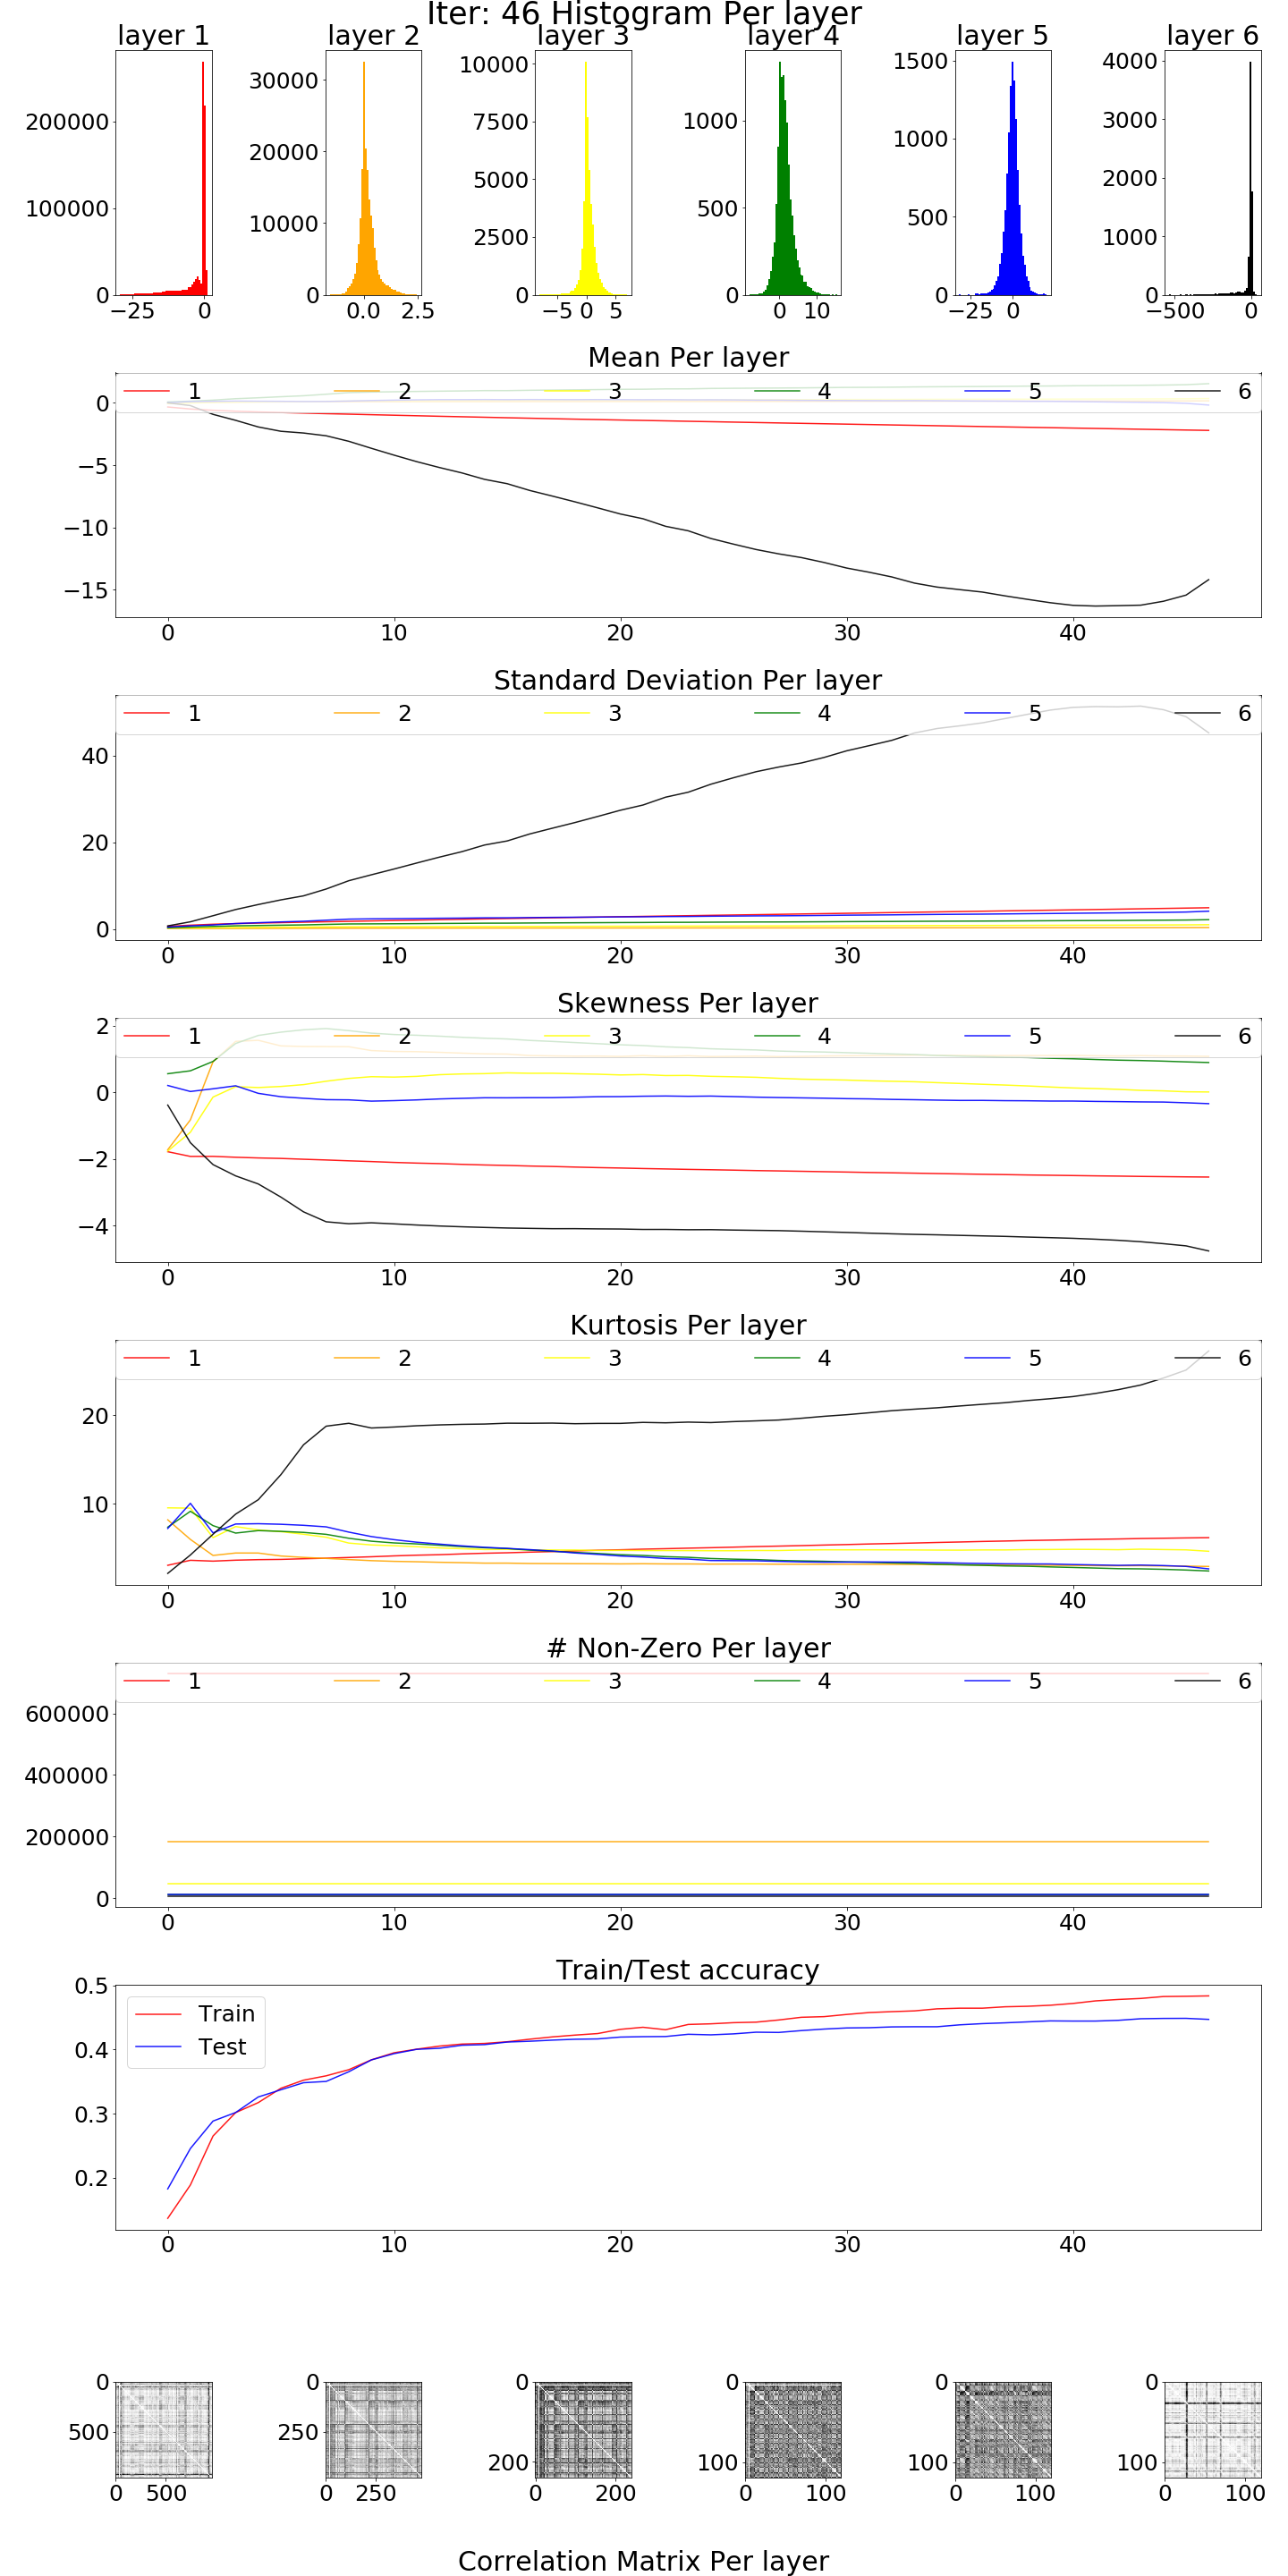 Iter: 46 Histogram Per layer
layer 1 layer 2 layer 3 layer 4 layer 5 layer 6
200000
100000
0
−25 0
30000
20000
10000
0
0.0 2.5
10000
7500
5000
2500
0
−5 0 5
1000
500
0
0 10
1500
1000
500
0
−25 0
4000
3000
2000
1000
0
−500 0
Mean Per layer
1 2 3 4 5 6
0
−5
−10
−15
0 10 20 30 40
Standard Deviation Per layer
1 2 3 4 5 6
40
20
0
0 10 20 30 40
Skewness Per layer
1 2 3 4 5 6
2
0
−2
−4
0 10 20 30 40
Kurtosis Per layer
1 2 3 4 5 6
20
10
0 10 20 30 40
# Non-Zero Per layer
1 2 3 4 5 6
600000
400000
200000
0
0 10 20 30 40
Train/Test accuracy
Train
Test
0.5
0.4
0.3
0.2
0 10 20 30 40
0
500
0 500
0
250
0 250
0
200
0 200
0
100
0 100
0
100
0 100
0
100
0 100
Correlation Matrix Per layer